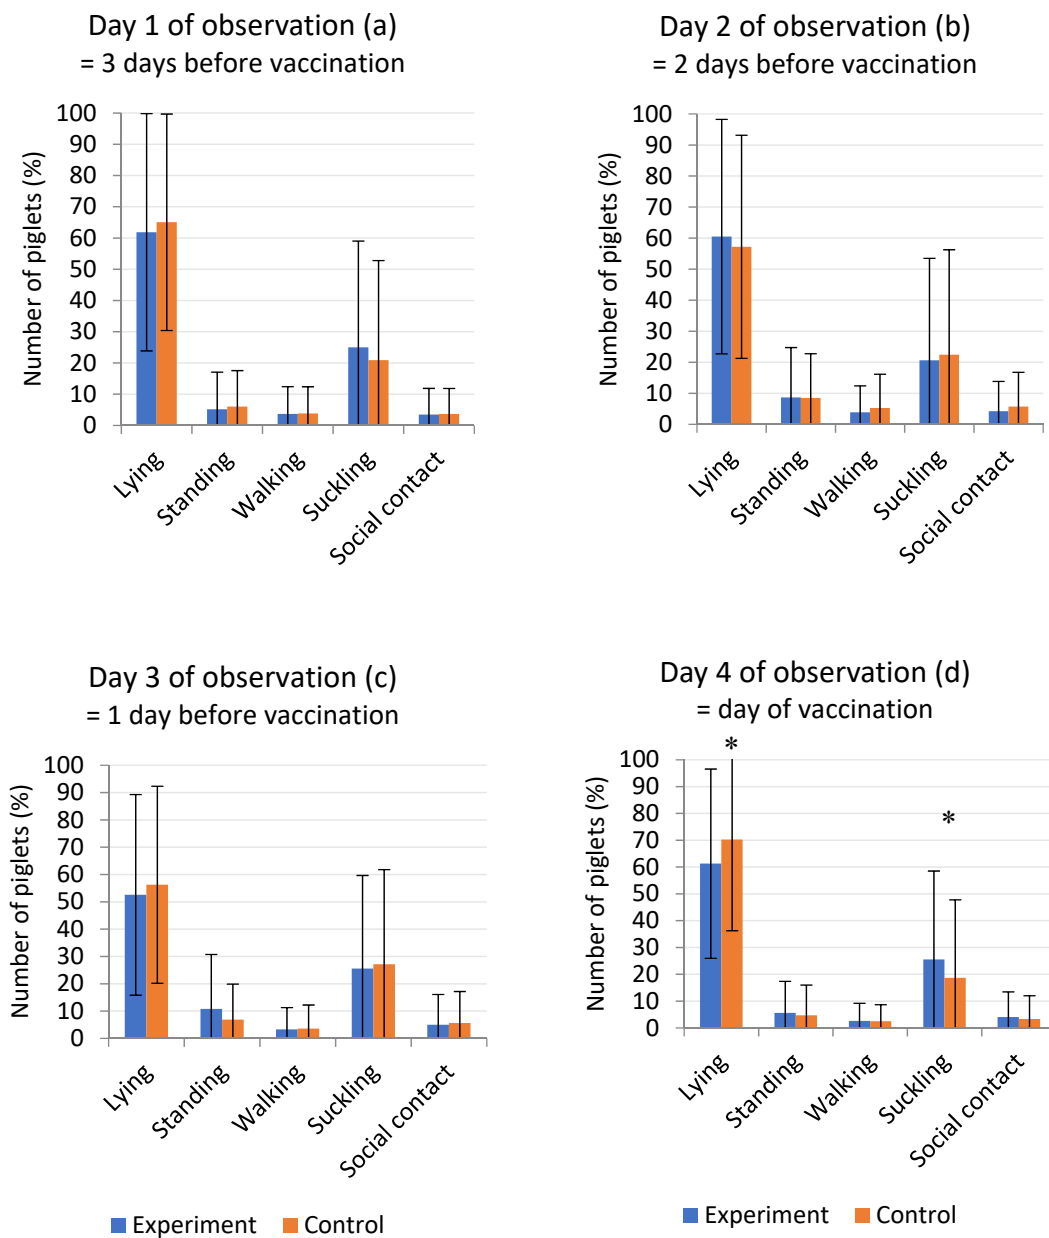 Day 1 of observation (a)
= 3 days before vaccination
Number of piglets (%)
100
90
80
70
60
50
40
30
20
10
0
Lying
Standing
Walking
Suckling
Social contact
Day 2 of observation (b)
= 2 days before vaccination
Number of piglets (%)
100
90
80
70
60
50
40
30
20
10
0
Lying
Standing
Walking
Suckling
Social contact
Day 3 of observation (c)
= 1 day before vaccination
Number of piglets (%)
100
90
80
70
60
50
40
30
20
10
0
Lying
Standing
Walking
Suckling
Social contact
Experiment Control
Day 4 of observation (d)
= day of vaccination
*
*
Number of piglets (%)
100
90
80
70
60
50
40
30
20
10
0
Lying
Standing
Walking
Suckling
Social contact
Experiment Control